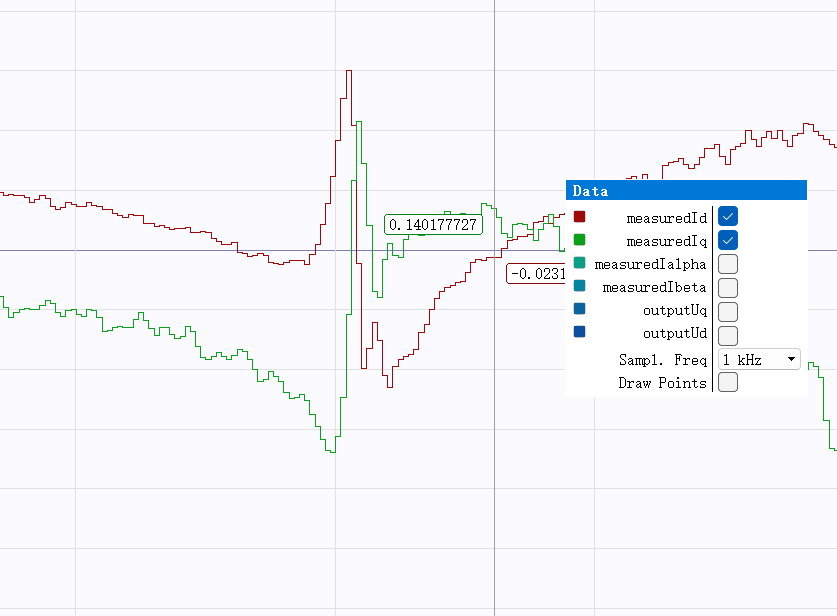 Data
0.140177727
measuredId
measuredIq
measuredIalpha
-0.0231
measuredIbeta
outputUq
outputUd
Sampl. Freq 1 kHz
Draw Points